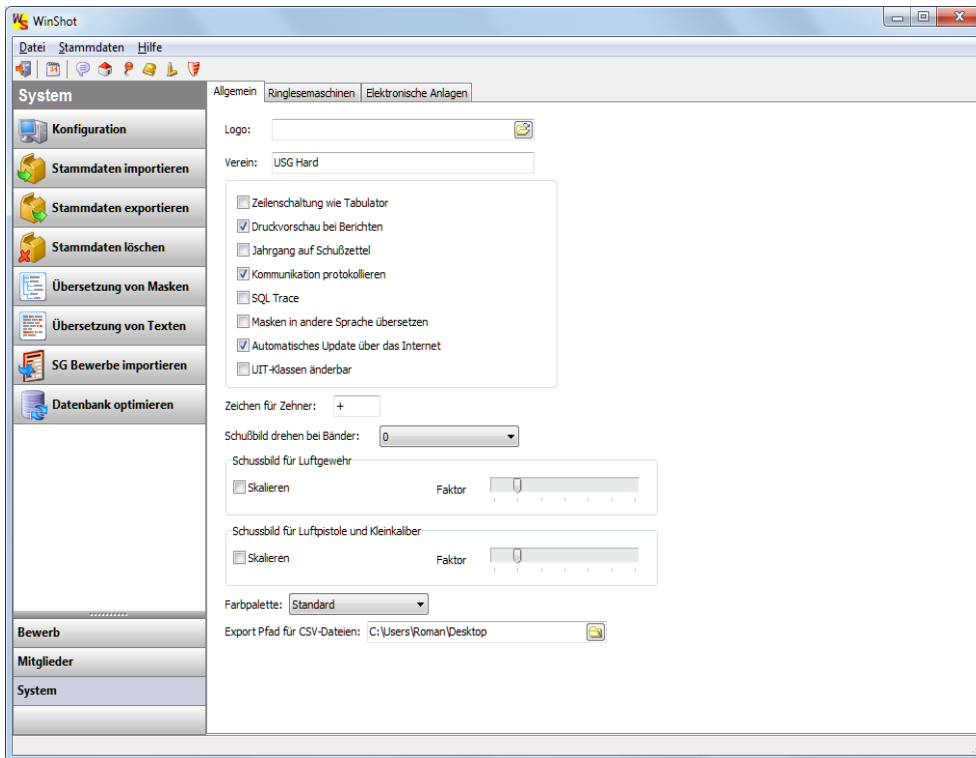 WinShot
Datei Stammdaten Hilfe
31
System
Konfiguration
Stammdaten importieren
Stammdaten exportieren
Stammdaten löschen
Übersetzung von Masken
Übersetzung von Texten
SG Bewerbe importieren
Datenbank optimieren
Bewerb
Mitglieder
System
Allgemein Ringlesemaschinen Elektronische Anlagen
Logo:
Verein: USG Hard
Zeilenschaltung wie Tabulator
Druckvorschau bei Berichten
Jahrgang auf Schußzettel
Kommunikation protokollieren
SQL Trace
Masken in andere Sprache übersetzen
Automatisches Update über das Internet
UIT-Klassen änderbar
Zeichen für Zehner: +
Schußbild drehen bei Bänder: 0
Schussbild für Luftgewehr
Skalieren Faktor
Schussbild für Luftpistole und Kleinkaliber
Skalieren Faktor
Farbpalette: Standard
Export Pfad für CSV-Dateien: C:\Users\Roman\Desktop